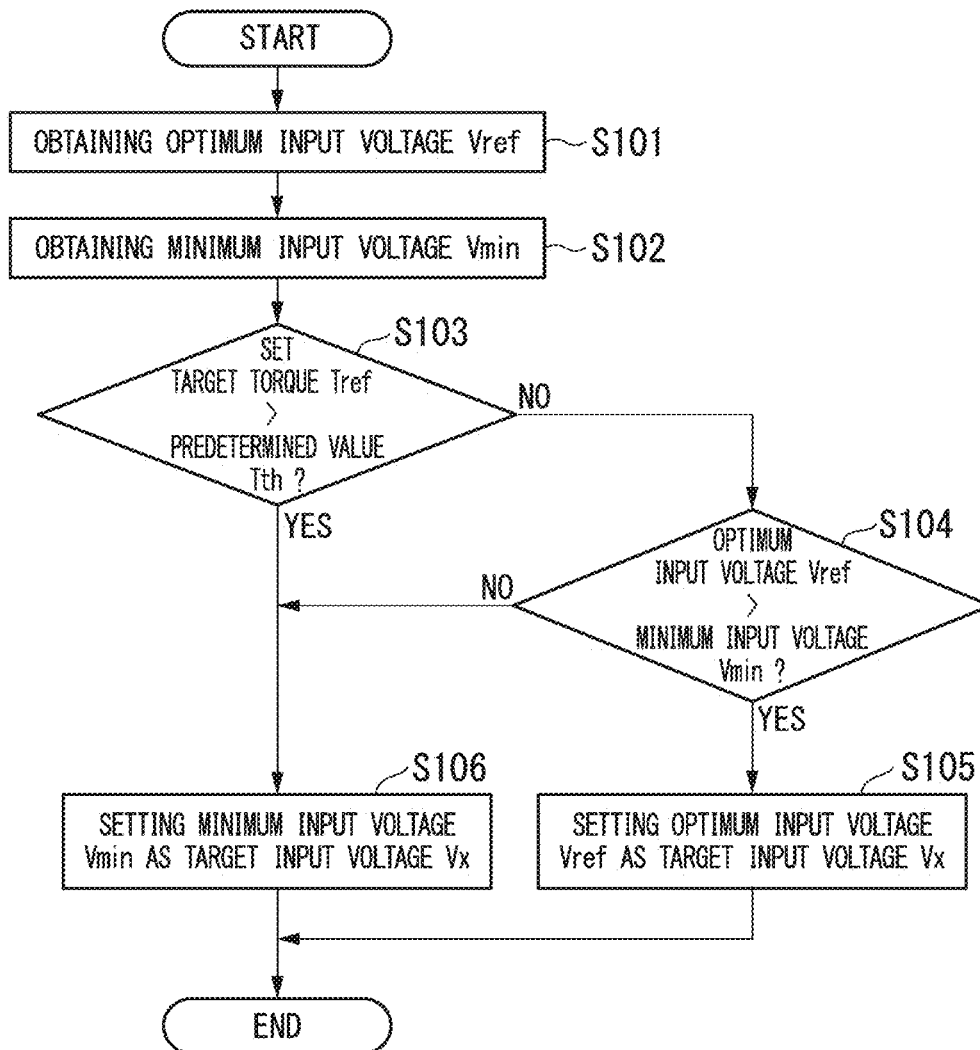 START
OBTAINING OPTIMUM INPUT VOLTAGE Vref
S101
OBTAINING MINIMUM INPUT VOLTAGE Vmin
S102
S103
SET
TARGET TORQUE Tref
>
PREDETERMINED VALUE
Tth ?
NO
YES
S104
OPTIMUM
INPUT VOLTAGE Vref
>
MINIMUM INPUT VOLTAGE
Vmin ?
NO
YES
S106
SETTING MINIMUM INPUT VOLTAGE
Vmin AS TARGET INPUT VOLTAGE Vx
S105
SETTING OPTIMUM INPUT VOLTAGE
Vref AS TARGET INPUT VOLTAGE Vx
END